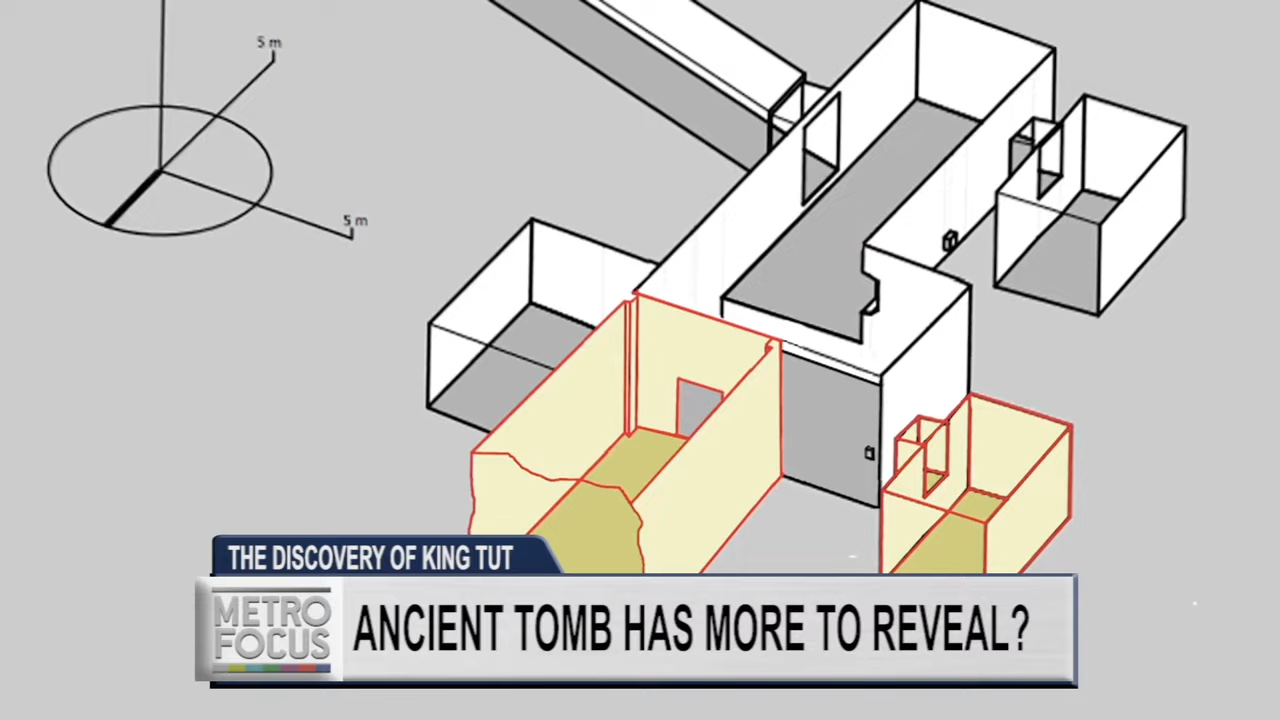 5 m
5 m
THE DISCOVERY OF KING TUT
METRO
FOCUS
ANCIENT TOMB HAS MORE TO REVEAL?